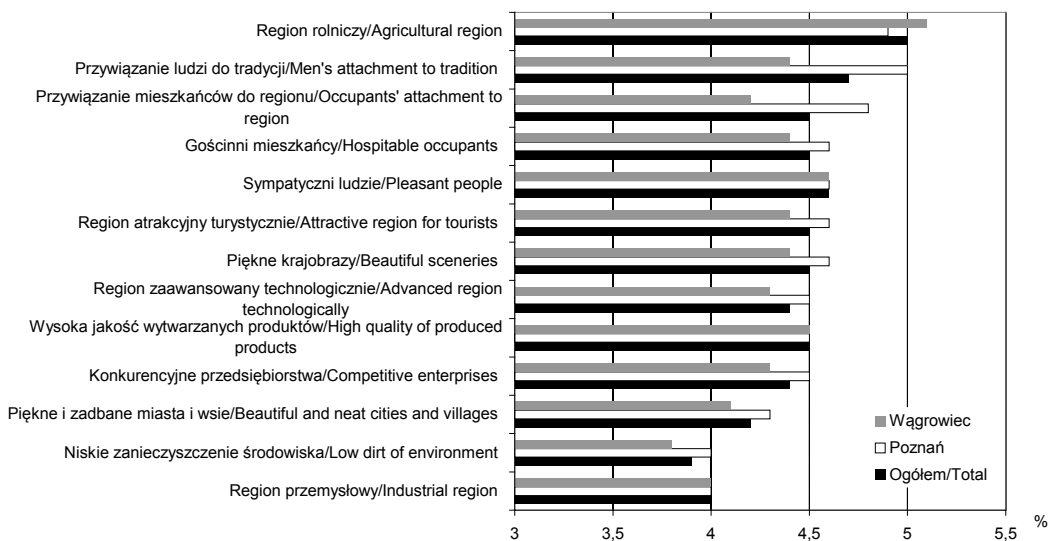 Region rolniczy/Agricultural region
Przywiązanie ludzi do tradycji/Men's attachment to tradition
Przywiązanie mieszkańców do regionu/Occupants' attachment to
region
Gościnni mieszkańcy/Hospitable occupants
Sympatyczni ludzie/Pleasant people
Region atrakcyjny turystycznie/Attractive region for tourists
Piękne krajobrazy/Beautiful sceneries
Region zaawansowany technologicznie/Advanced region
technologically
Wysoka jakość wytwarzanych produktów/High quality of produced
products
Konkurencyjne przedsiębiorstwa/Competitive enterprises
Piękne i zadbane miasta i wsie/Beautiful and neat cities and villages
Niskie zanieczyszczenie środowiska/Low dirt of environment
Region przemysłowy/Industrial region
Wągrowiec
Poznań
Ogółem/Total
3 3,5 4 4,5 5 5,5
%